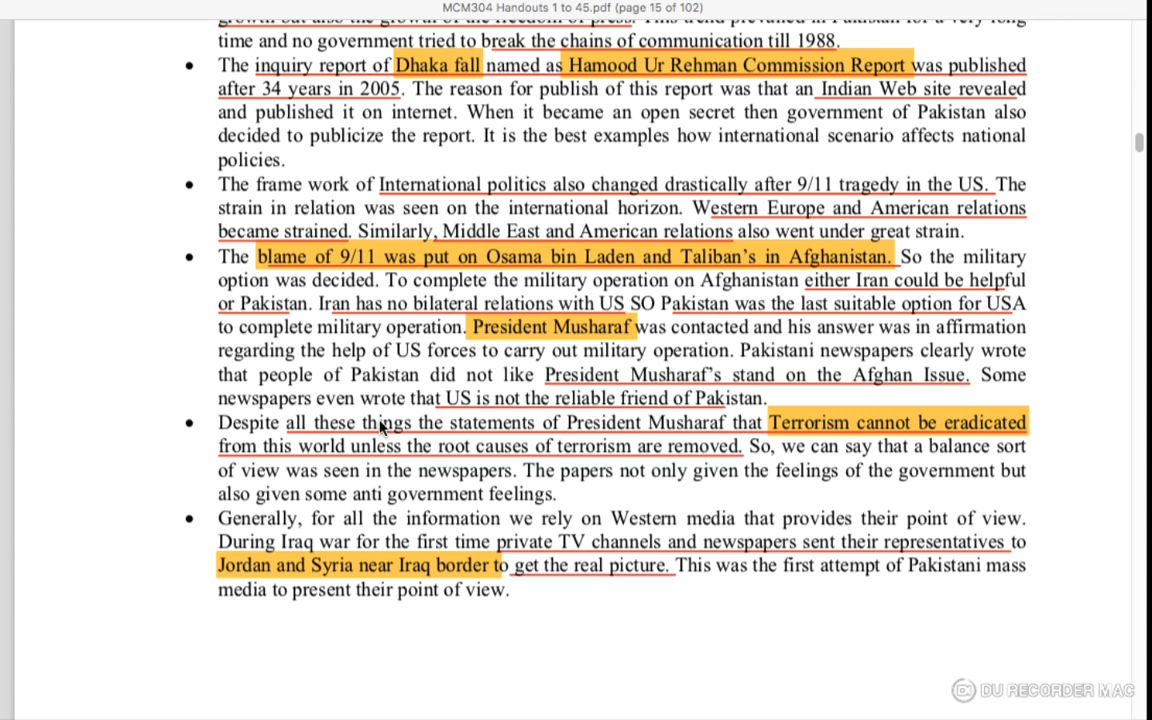 MCM304 Handouts 1 to 45.pdf (page 15 of 102)
growth but also the growth of the freedom of press. This trend prevailed in Pakistan for a very long
time and no government tried to break the chains of communication till 1988.
• The inquiry report of Dhaka fall named as Hamood Ur Rehman Commission Report was published
after 34 years in 2005. The reason for publish of this report was that an Indian Web site revealed
and published it on internet. When it became an open secret then government of Pakistan also
decided to publicize the report. It is the best examples how international scenario affects national
policies.
• The frame work of International politics also changed drastically after 9/11 tragedy in the US. The
strain in relation was seen on the international horizon. Western Europe and American relations
became strained. Similarly, Middle East and American relations also went under great strain.
• The blame of 9/11 was put on Osama bin Laden and Taliban's in Afghanistan. So the military
option was decided. To complete the military operation on Afghanistan either Iran could be helpful
or Pakistan. Iran has no bilateral relations with US SO Pakistan was the last suitable option for USA
to complete military operation. President Musharaf was contacted and his answer was in affirmation
regarding the help of US forces to carry out military operation. Pakistani newspapers clearly wrote
that people of Pakistan did not like President Musharaf's stand on the Afghan Issue. Some
newspapers even wrote that US is not the reliable friend of Pakistan.
• Despite all these things the statements of President Musharaf that Terrorism cannot be eradicated
from this world unless the root causes of terrorism are removed. So, we can say that a balance sort
of view was seen in the newspapers. The papers not only given the feelings of the government but
also given some anti government feelings.
• Generally, for all the information we rely on Western media that provides their point of view.
During Iraq war for the first time private TV channels and newspapers sent their representatives to
Jordan and Syria near Iraq border to get the real picture. This was the first attempt of Pakistani mass
media to present their point of view.
DU RECORDER MAC